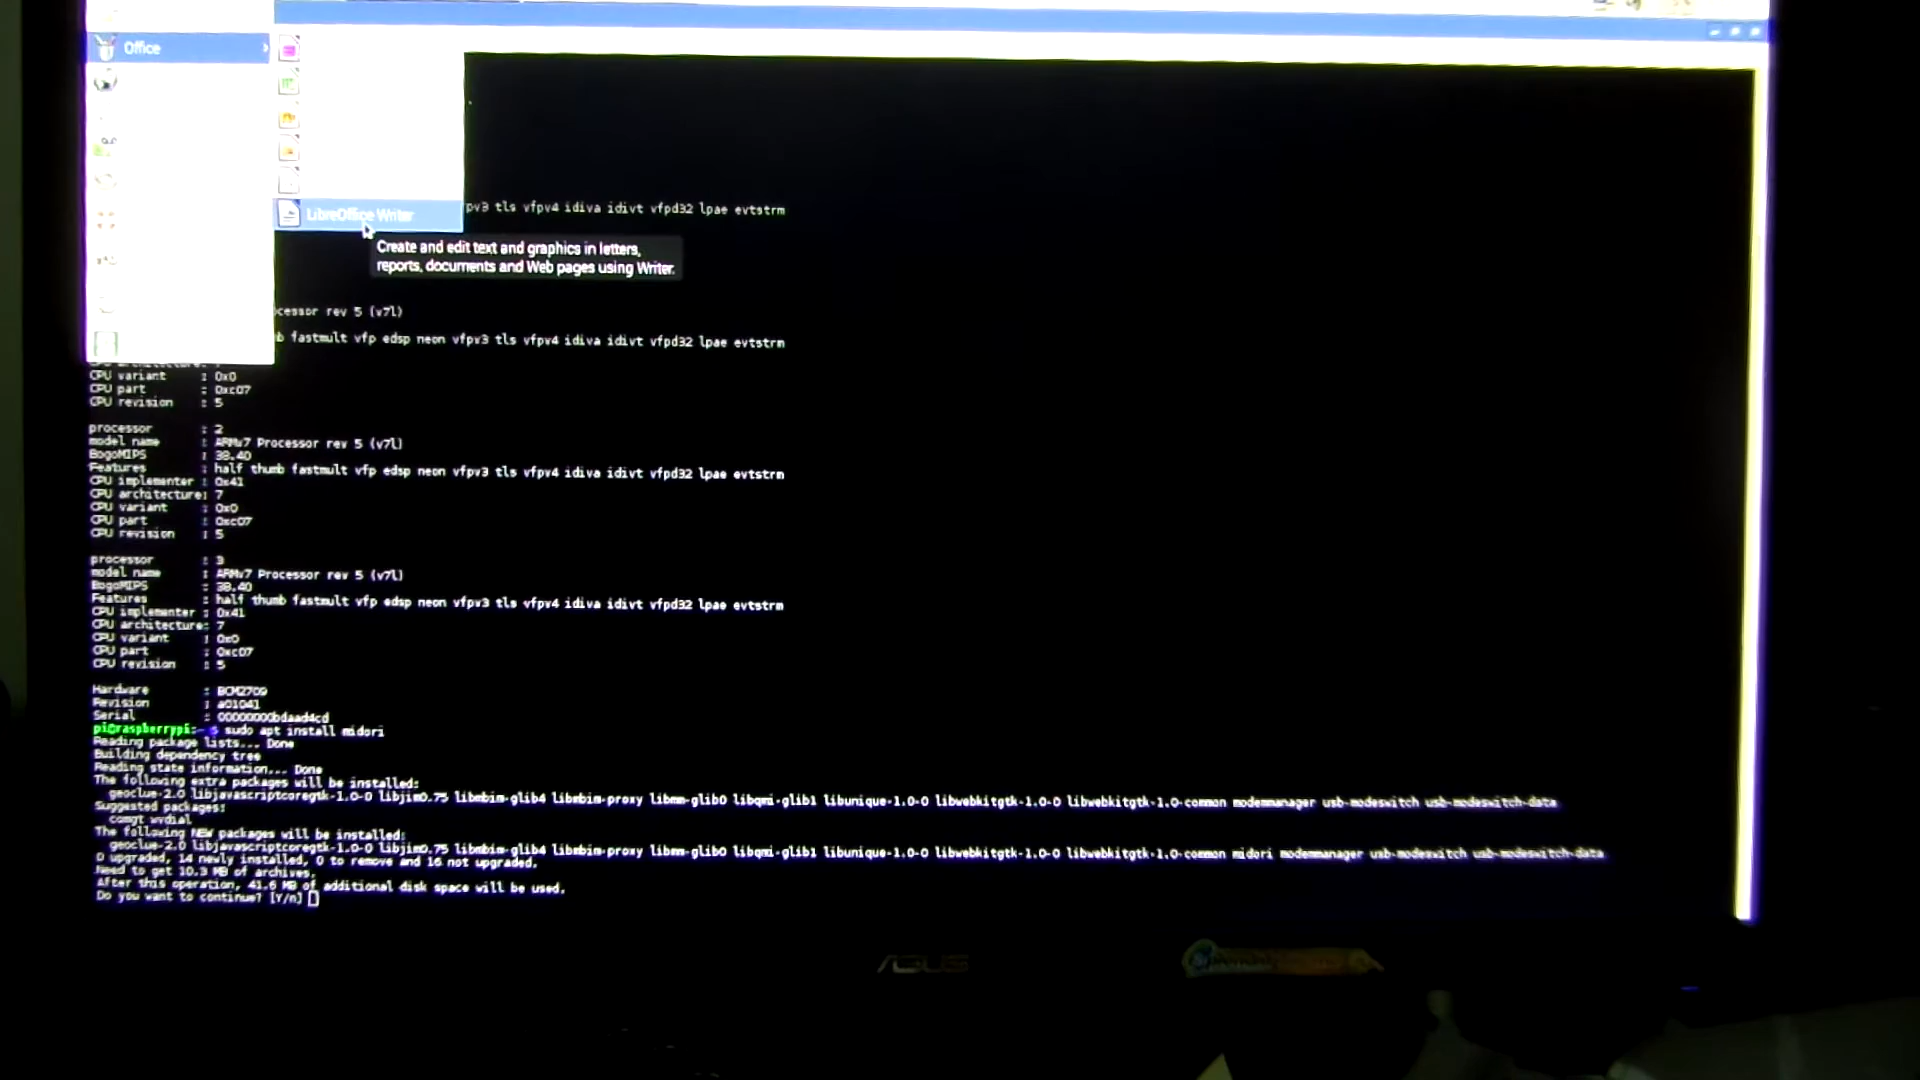 Office
LibreOffice Writer
pv3 tls vfpv4 idiva idivt vfpd32 lpae evtstrm
Create and edit text and graphics in letters,
reports, documents and Web pages using Writer.
cessor rev 5 (v7l)
b fastmult vfp edsp neon vfpv3 tls vfpv4 idiva idivt vfpd32 lpae evtstrm
CPU variant : 0x0
CPU part : 0xc07
CPU revision : 5
processor : 2
model name : ARMv7 Processor rev 5 (v7l)
BogoMIPS : 38.40
Features : half thumb fastmult vfp edsp neon vfpv3 tls vfpv4 idiva idivt vfpd32 lpae evtstrm
CPU implementer : 0x41
CPU architecture: 7
CPU variant : 0x0
CPU part : 0xc07
CPU revision : 5
processor : 3
model name : ARMv7 Processor rev 5 (v7l)
BogoMIPS : 38.40
Features : half thumb fastmult vfp edsp neon vfpv3 tls vfpv4 idiva idivt vfpd32 lpae evtstrm
CPU implementer : 0x41
CPU architecture: 7
CPU variant : 0x0
CPU part : 0xc07
CPU revision : 5
Hardware : BCM2709
Revision : a01041
Serial : 00000000bdaad4cd
pi@raspberrypi:~ $ sudo apt install midori
Reading package lists... Done
Building dependency tree
Reading state information... Done
The following extra packages will be installed:
geoclue-2.0 libjavascriptcoregtk-1.0-0 libjim0.75 libmbim-glib4 libmbim-proxy libmm-glib0 libqmi-glib1 libunique-1.0-0 libwebkitgtk-1.0-0 libwebkitgtk-1.0-common modemmanager usb-modeswitch usb-modeswitch-data
Suggested packages:
comgt wvdial
The following NEW packages will be installed:
geoclue-2.0 libjavascriptcoregtk-1.0-0 libjim0.75 libmbim-glib4 libmbim-proxy libmm-glib0 libqmi-glib1 libunique-1.0-0 libwebkitgtk-1.0-0 libwebkitgtk-1.0-common midori modemmanager usb-modeswitch usb-modeswitch-data
0 upgraded, 14 newly installed, 0 to remove and 16 not upgraded.
Need to get 10.3 MB of archives.
After this operation, 41.6 MB of additional disk space will be used.
Do you want to continue? [Y/n]
ASUS